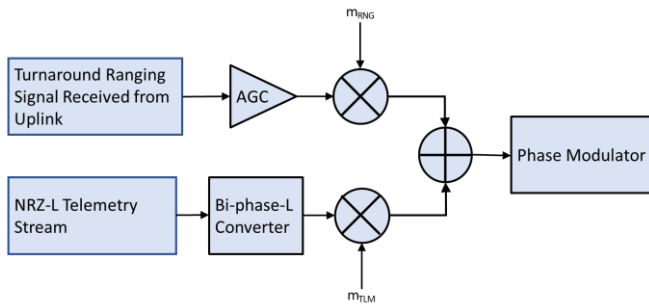 m_RNG
Turnaround Ranging
Signal Received from
Uplink
AGC
Phase Modulator
NRZ-L Telemetry
Stream
Bi-phase-L
Converter
m_TLM